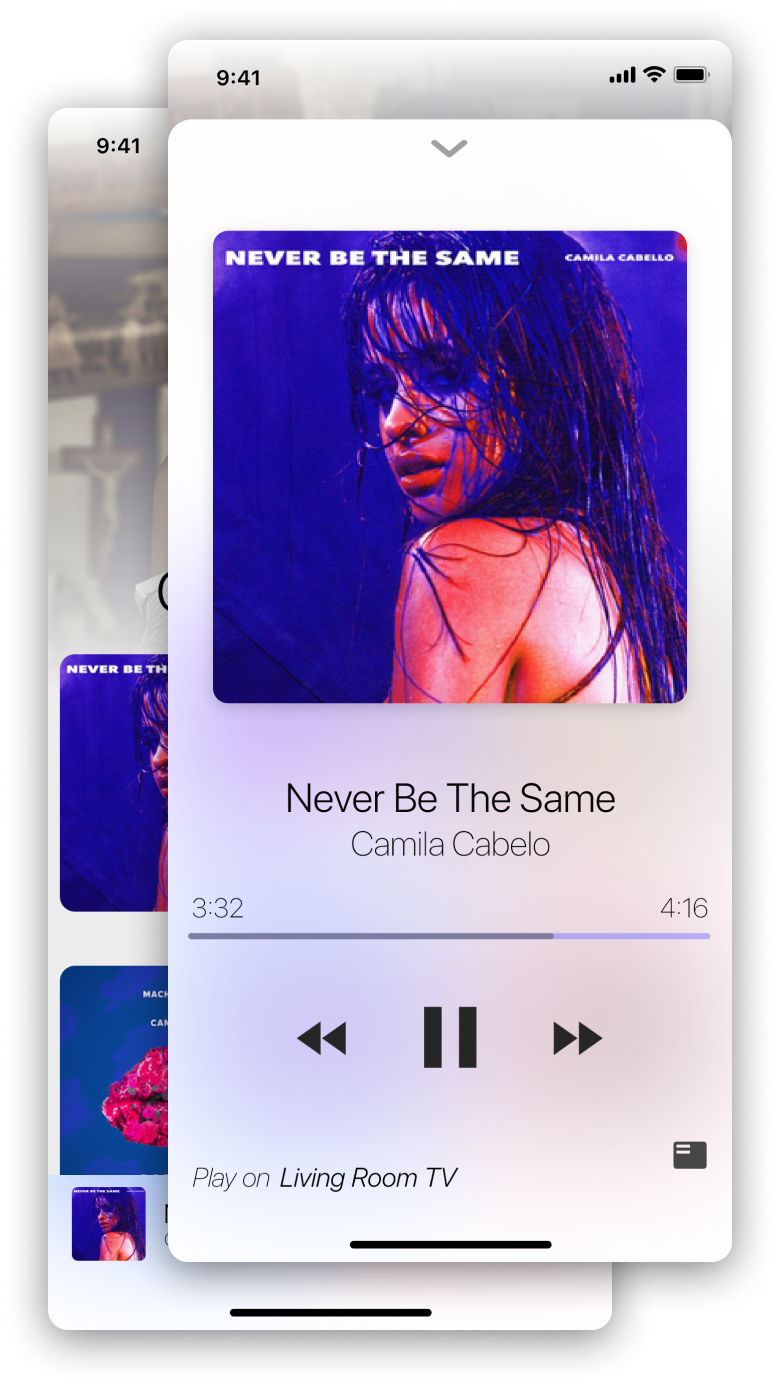 9:41
9:41
NEVER BE THE SAME
CAMILA CABELLO
NEVER BE TH
Never Be The Same
Camila Cabelo
3:32
4:16
MACH
CAM
Play on Living Room TV
NEVER BE THE SAME